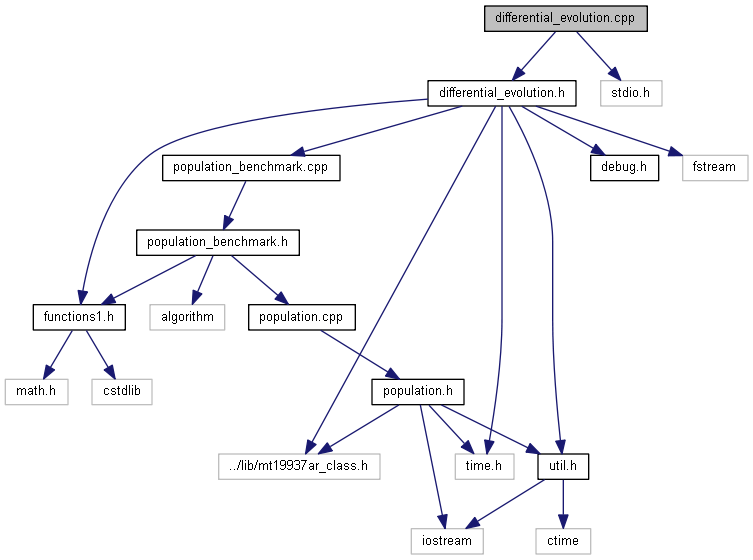 differential_evolution.cpp
differential_evolution.h
stdio.h
population_benchmark.cpp
debug.h
fstream
population_benchmark.h
functions1.h
algorithm
population.cpp
math.h
cstdlib
population.h
../lib/mt19937ar_class.h
time.h
util.h
iostream
ctime